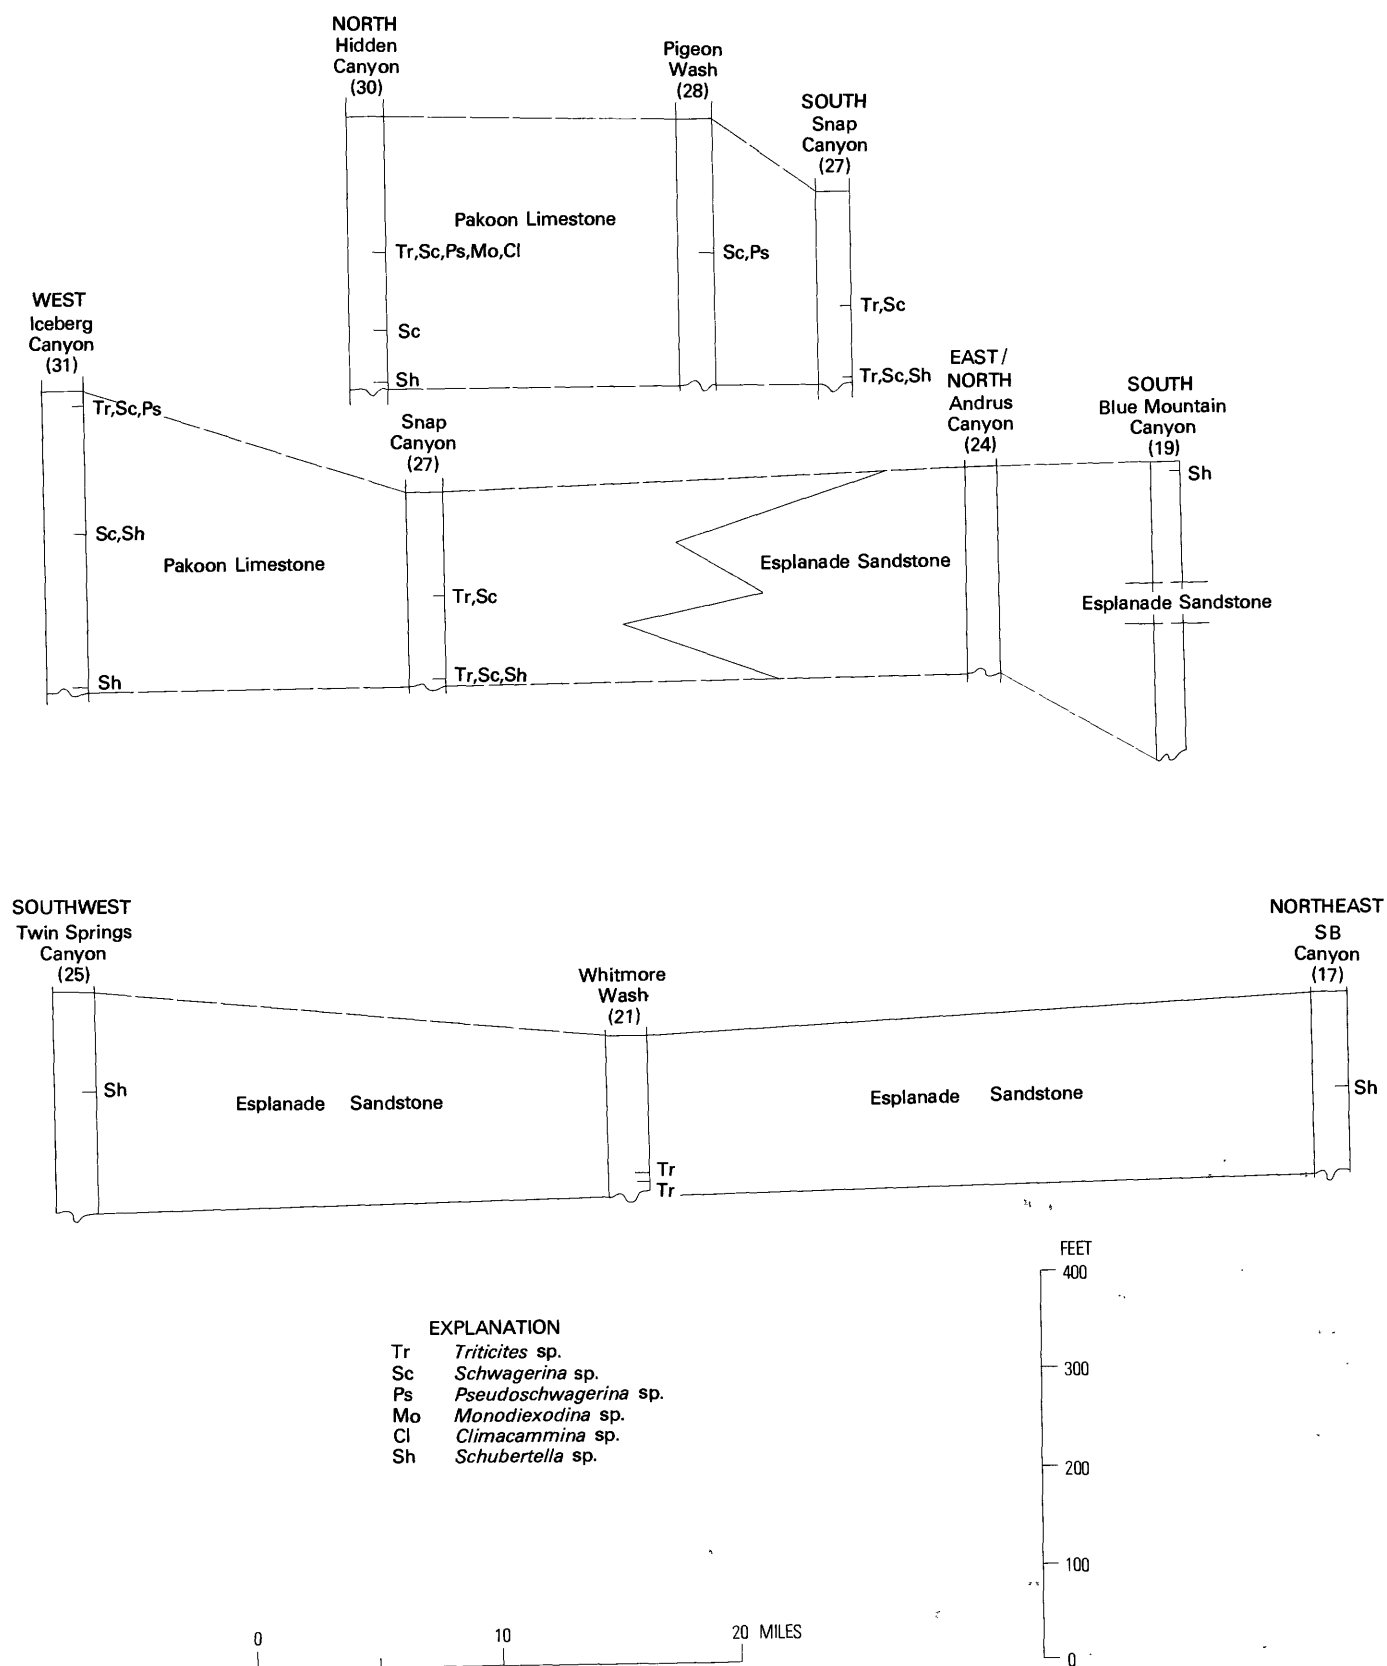 NORTH
Hidden
Canyon
(30)
Pigeon
Wash
(28)
SOUTH
Snap
Canyon
(27)
Pakoon Limestone
Tr,Sc,Ps,Mo,Cl
Sc
Sh
Sc,Ps
Tr,Sc
Tr,Sc,Sh
WEST
Iceberg
Canyon
(31)
Tr,Sc,Ps
Sc,Sh
Sh
Pakoon Limestone
Snap
Canyon
(27)
Tr,Sc
Tr,Sc,Sh
Esplanade Sandstone
EAST/
NORTH
Andrus
Canyon
(24)
SOUTH
Blue Mountain
Canyon
(19)
Sh
Esplanade Sandstone
SOUTHWEST
Twin Springs
Canyon
(25)
Sh
Esplanade Sandstone
Whitmore
Wash
(21)
Tr
Tr
Esplanade Sandstone
NORTHEAST
SB
Canyon
(17)
Sh
EXPLANATION
Tr Triticites sp.
Sc Schwagerina sp.
Ps Pseudoschwagerina sp.
Mo Monodiexodina sp.
Cl Climacammina sp.
Sh Schubertella sp.
FEET
400
300
200
100
0
0 10 20 MILES